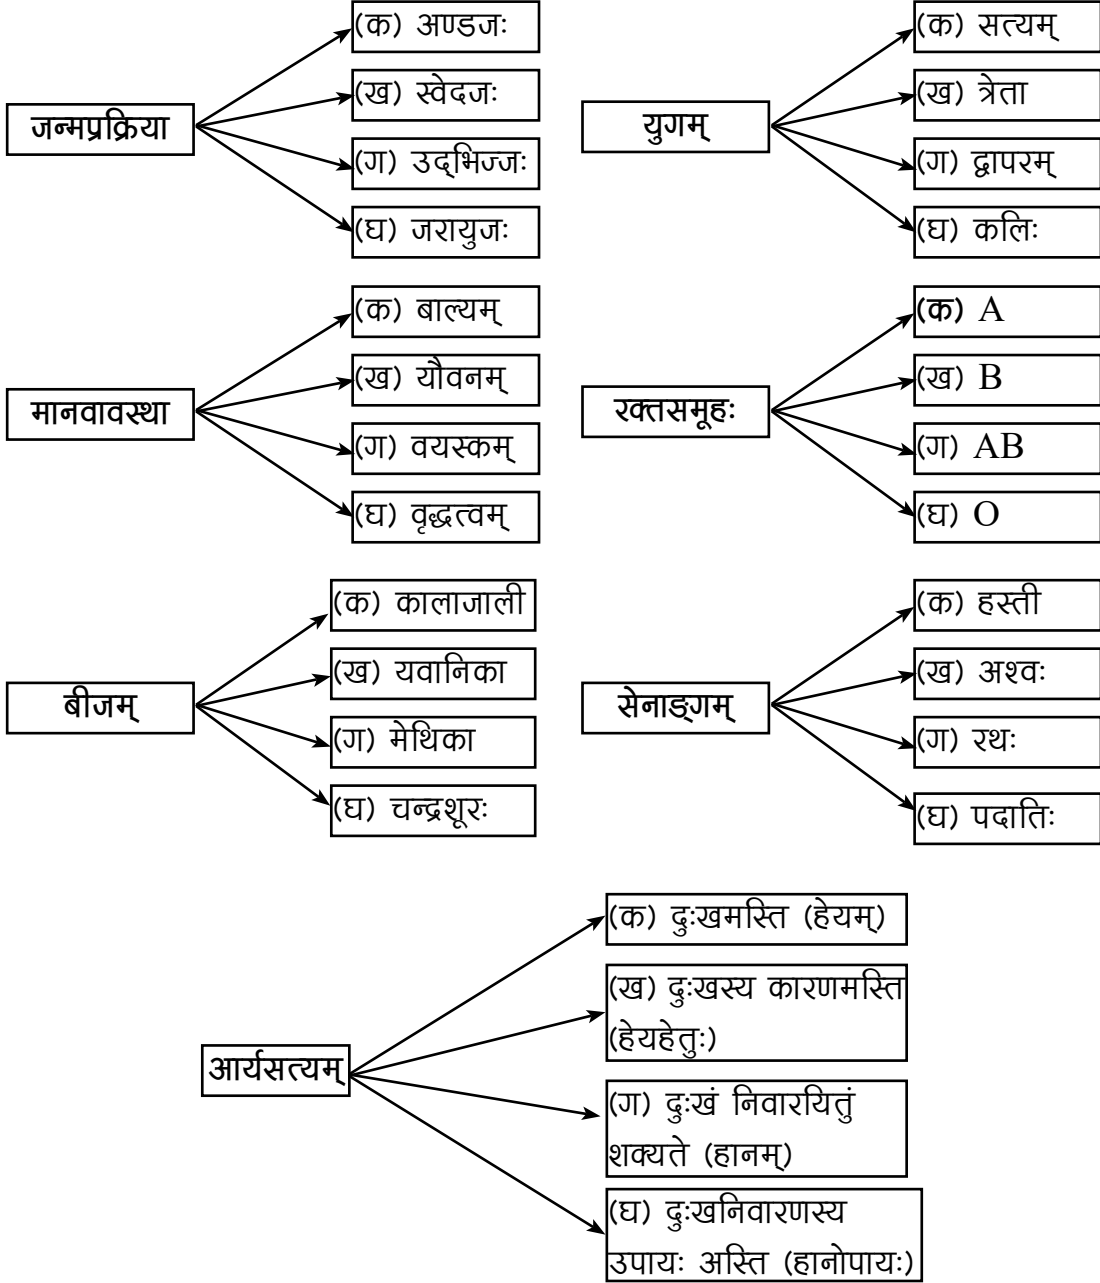 जन्मप्रक्रिया
(क) अण्डजः
(ख) स्वेदजः
(ग) उद्‌भिज्जः
(घ) जरायुजः
युगम्
(क) सत्यम्
(ख) त्रेता
(ग) द्वापरम्
(घ) कलिः
मानवावस्था
(क) बाल्यम्
(ख) यौवनम्
(ग) वयस्कम्
(घ) वृद्धत्वम्
रक्तसमूहः
(क) A
(ख) B
(ग) AB
(घ) O
बीजम्
(क) कालाजाली
(ख) यवानिका
(ग) मेथिका
(घ) चन्द्रशूरः
सेनाङ्गम्
(क) हस्ती
(ख) अश्वः
(ग) रथः
(घ) पदातिः
आर्यसत्यम्
(क) दुःखमस्ति (हेयम्)
(ख) दुःखस्य कारणमस्ति
(हेयहेतुः)
(ग) दुःखं निवारयितुं
शक्यते (हानम्)
(घ) दुःखनिवारणस्य
उपायः अस्ति (हानोपायः)